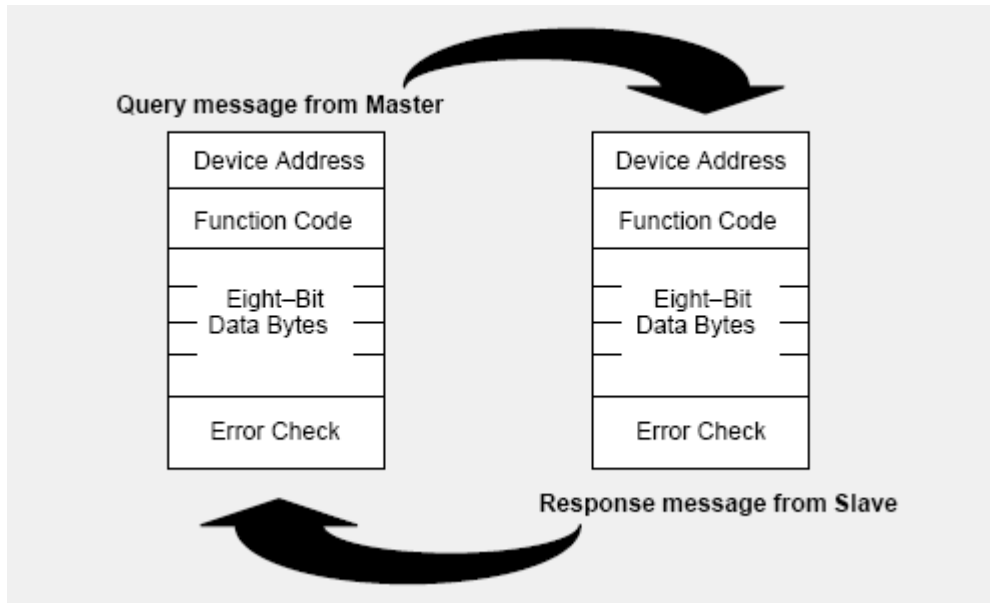 Query message from Master
Device Address
Function Code
Eight–Bit
Data Bytes
Error Check
Device Address
Function Code
Eight–Bit
Data Bytes
Error Check
Response message from Slave